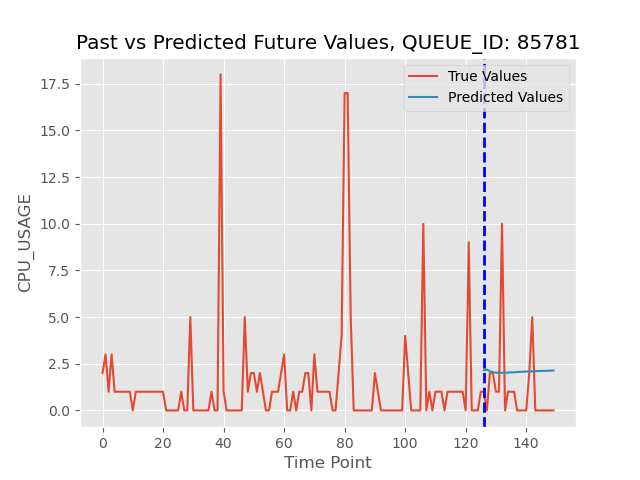 Past vs Predicted Future Values, QUEUE_ID: 85781
True Values
Predicted Values
CPU_USAGE
17.5
15.0
12.5
10.0
7.5
5.0
2.5
0.0
0 20 40 60 80 100 120 140
Time Point